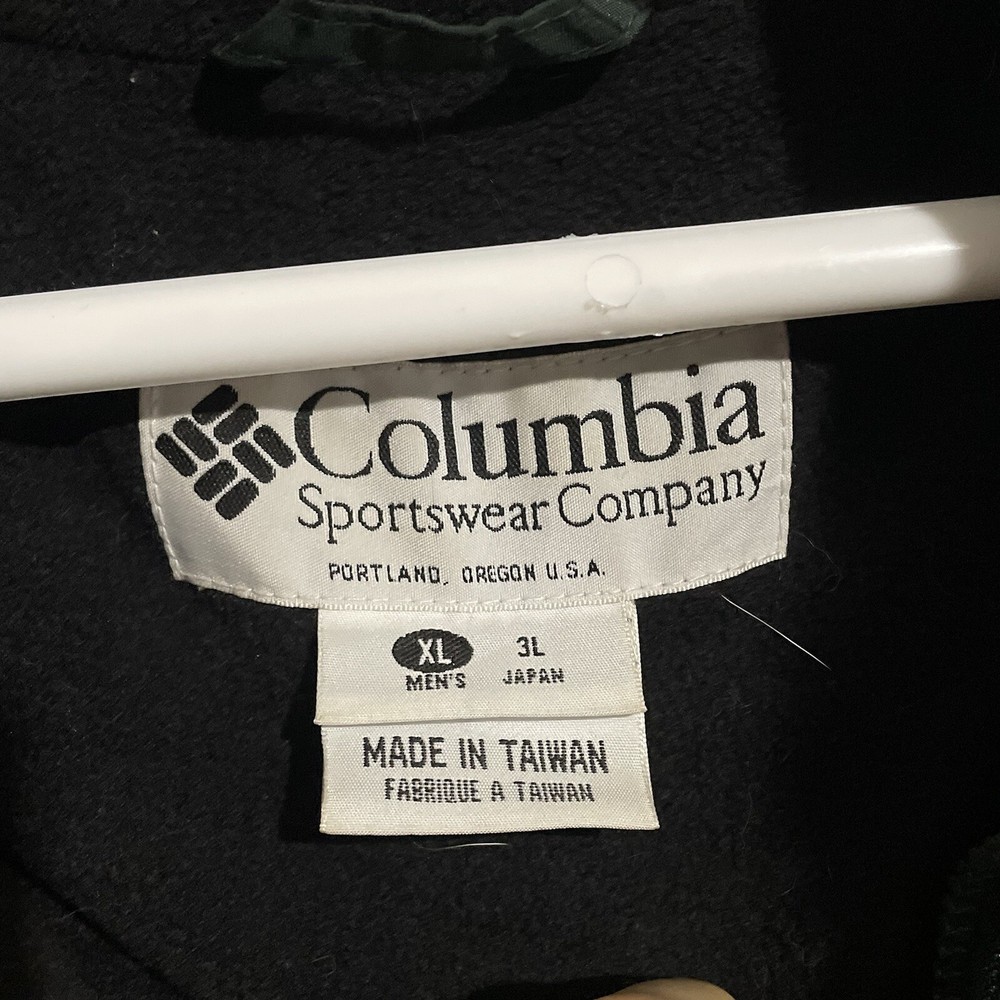 Columbia
Sportswear Company
PORTLAND, OREGON U.S.A.
XL 3L
MEN'S JAPAN
MADE IN TAIWAN
FABRIQUE A TAIWAN